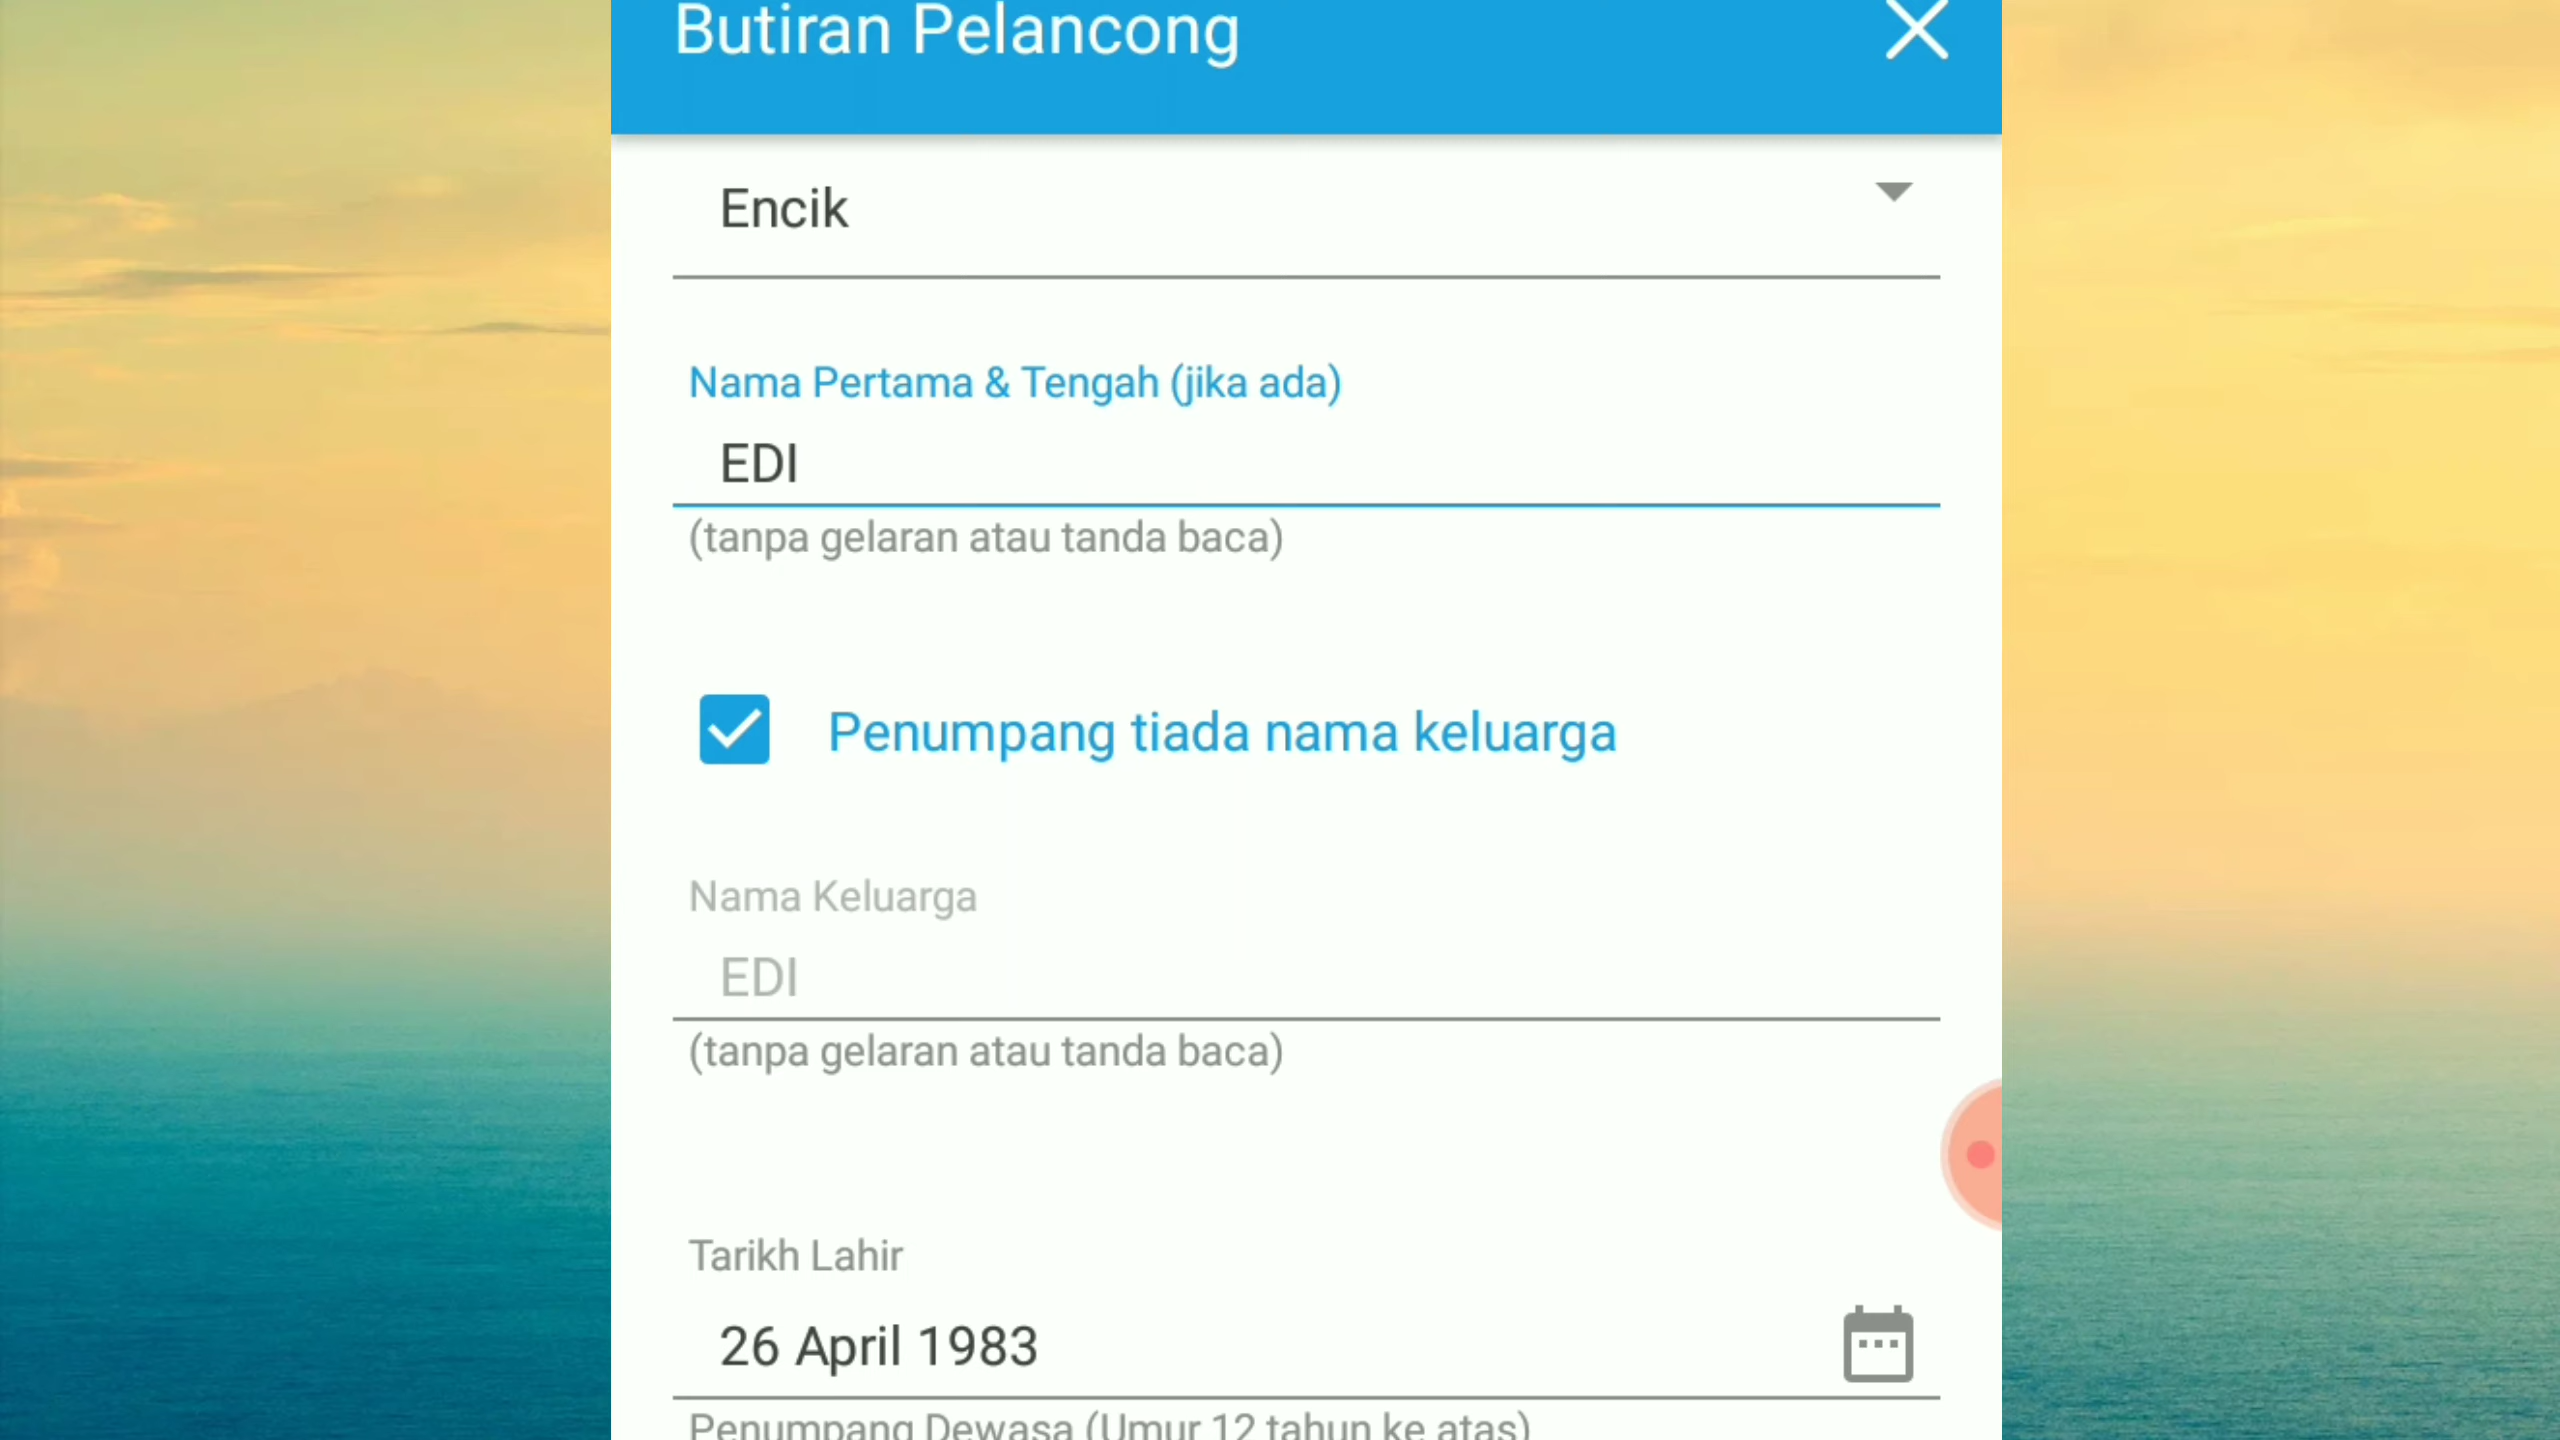 Butiran Pelancong
Encik
Nama Pertama & Tengah (jika ada)
EDI
(tanpa gelaran atau tanda baca)
Penumpang tiada nama keluarga
Nama Keluarga
EDI
(tanpa gelaran atau tanda baca)
Tarikh Lahir
26 April 1983
Penumpang Dewasa (Umur 12 tahun ke atas)